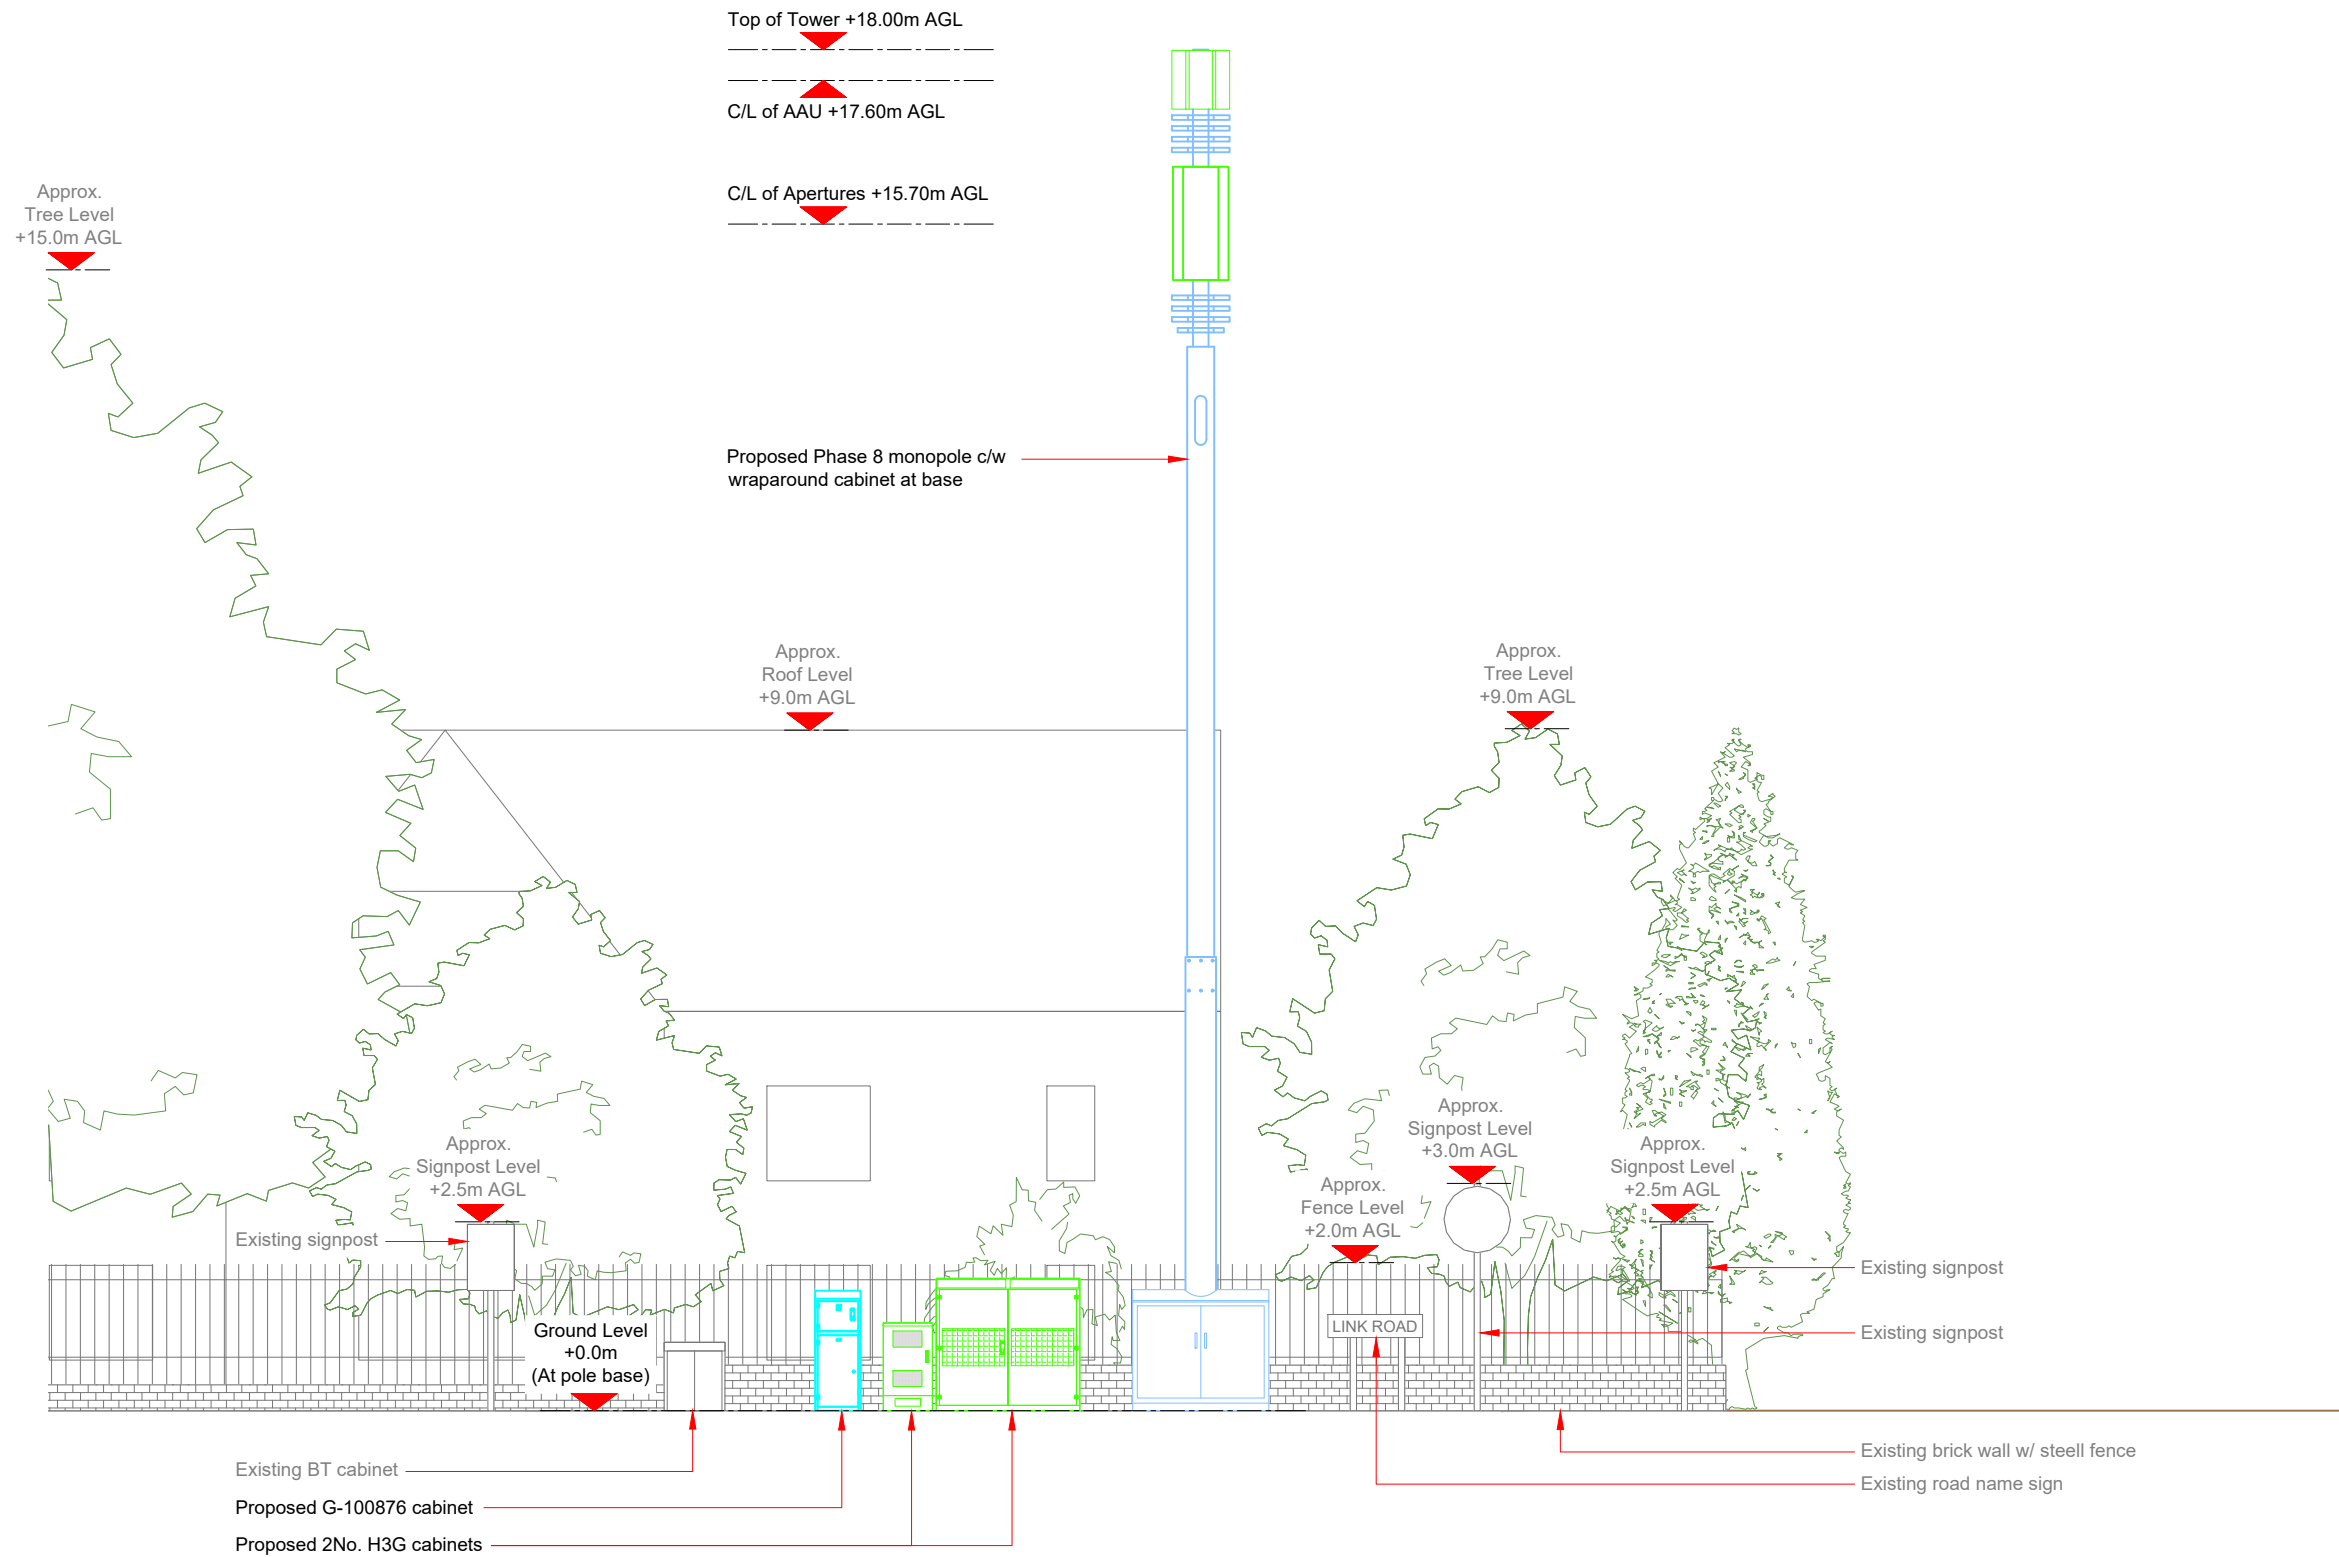 Top of Tower +18.00m AGL
C/L of AAU +17.60m AGL
C/L of Apertures +15.70m AGL
Approx.
Tree Level
+15.0m AGL
Proposed Phase 8 monopole c/w
wraparound cabinet at base
Approx.
Roof Level
+9.0m AGL
Approx.
Tree Level
+9.0m AGL
Approx.
Signpost Level
+2.5m AGL
Existing signpost
Approx.
Signpost Level
+3.0m AGL
Approx.
Signpost Level
+2.5m AGL
Approx.
Fence Level
+2.0m AGL
Existing signpost
LINK ROAD
Existing signpost
Ground Level
+0.0m
(At pole base)
Existing BT cabinet
Proposed G-100876 cabinet
Proposed 2No. H3G cabinets
Existing brick wall w/ steell fence
Existing road name sign